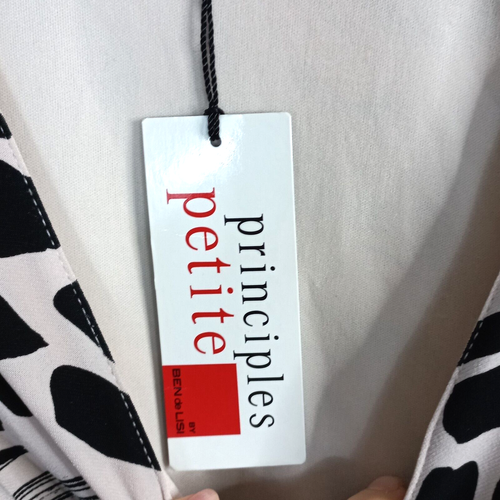 principles
petite
BY
BEN de LISI